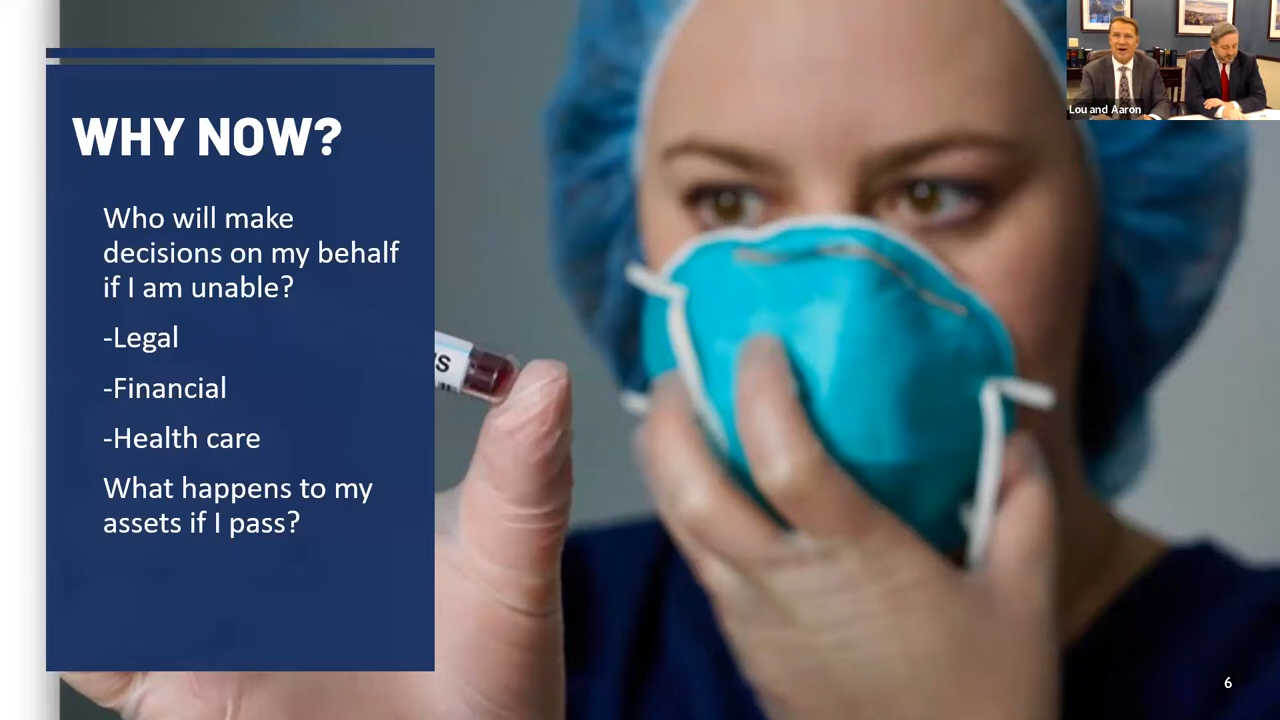 WHY NOW?
Who will make
decisions on my behalf
if I am unable?
-Legal
-Financial
-Health care
What happens to my
assets if I pass?
S
Lou and Aaron
6